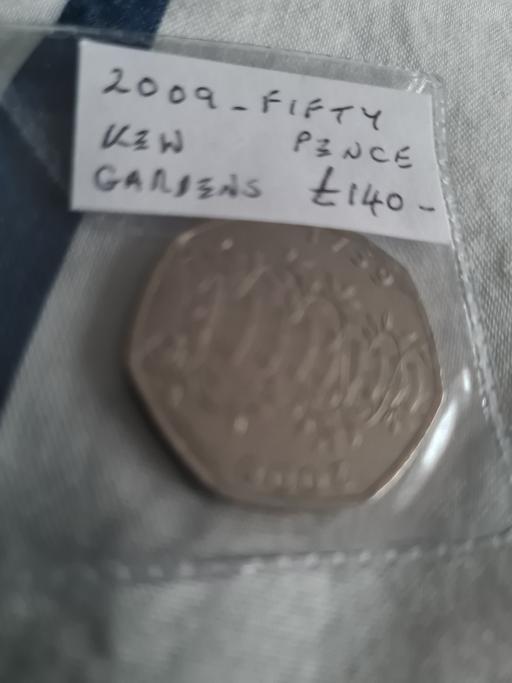 2009 - FIFTY
KEW PENCE
GARDENS £140 -